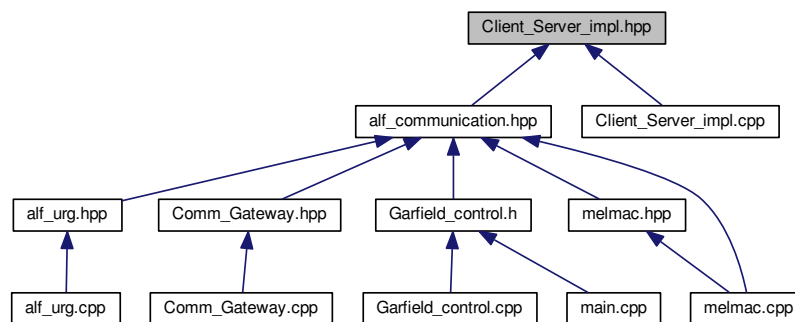 Client_Server_impl.hpp
alf_communication.hpp
Client_Server_impl.cpp
alf_urg.hpp
Comm_Gateway.hpp
Garfield_control.h
melmac.hpp
alf_urg.cpp
Comm_Gateway.cpp
Garfield_control.cpp
main.cpp
melmac.cpp